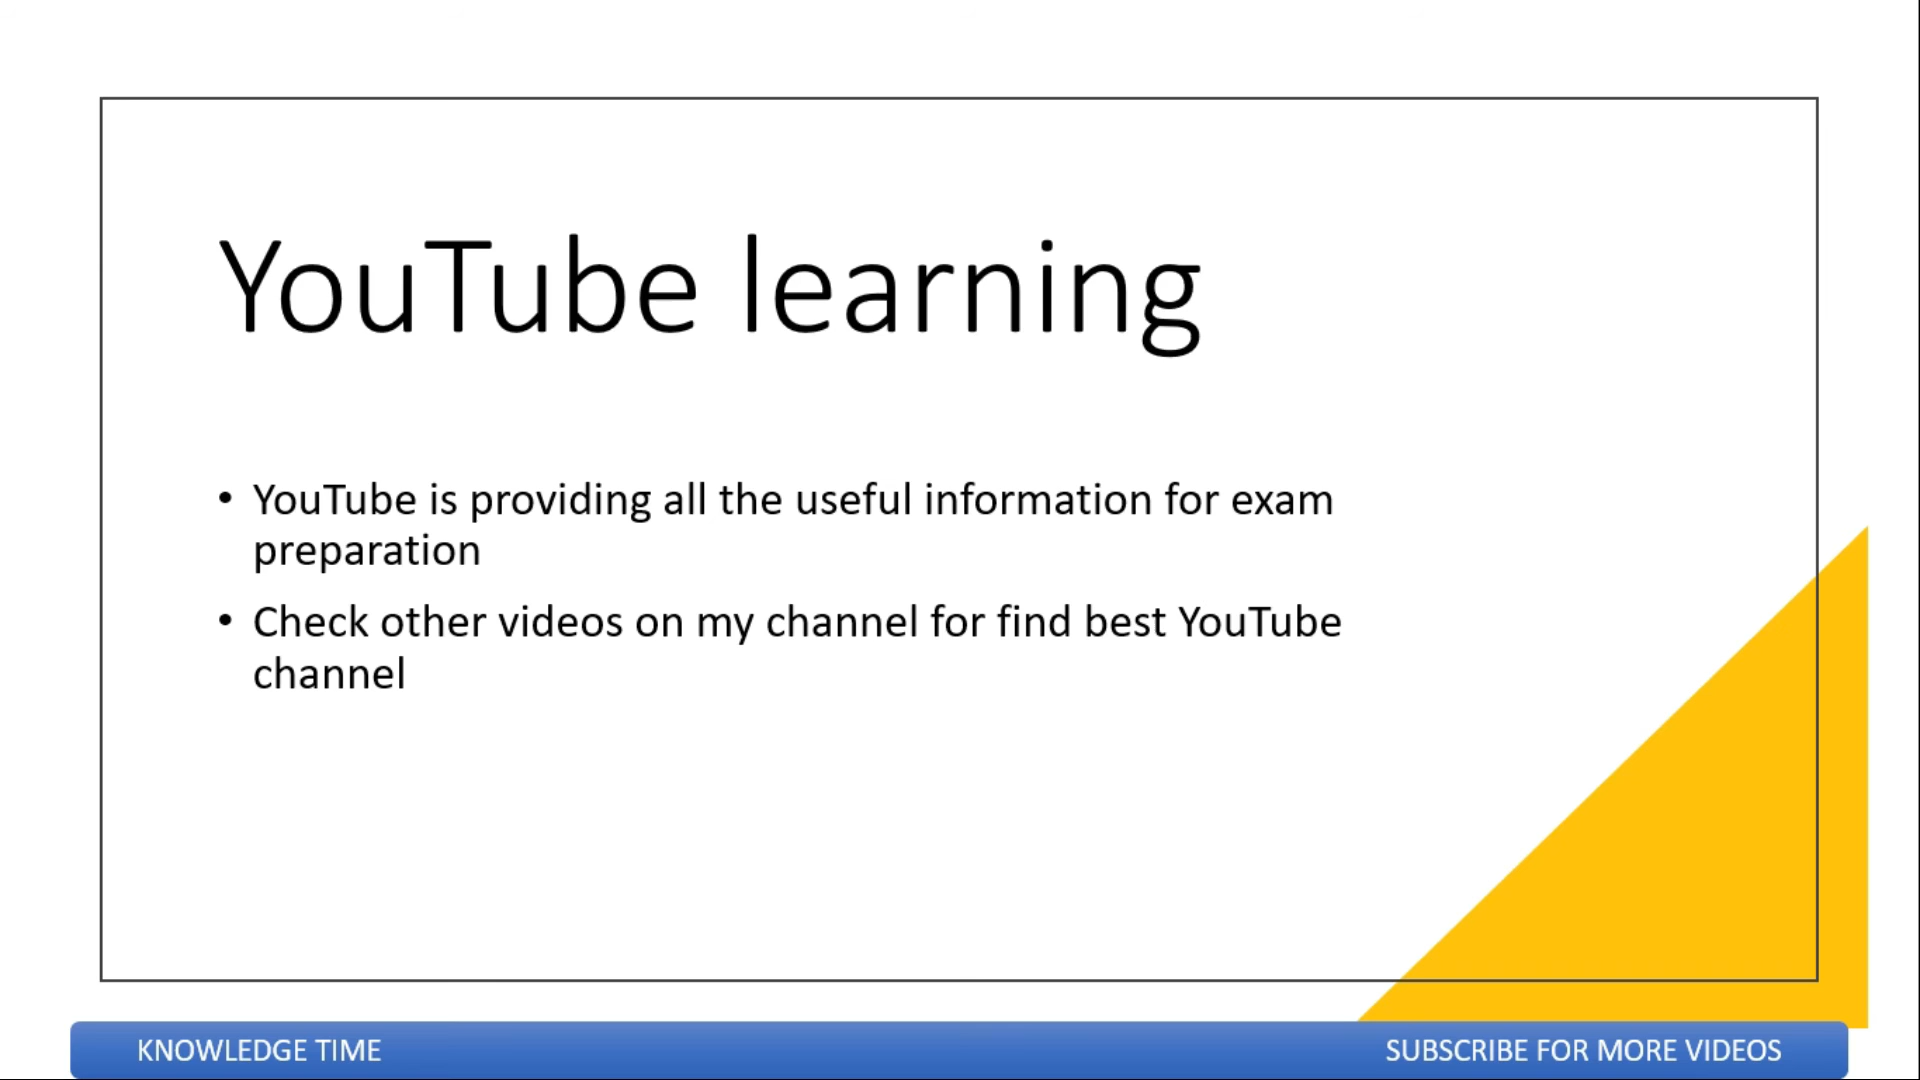 YouTube learning
• YouTube is providing all the useful information for exam
preparation
• Check other videos on my channel for find best YouTube
channel
KNOWLEDGE TIME
SUBSCRIBE FOR MORE VIDEOS